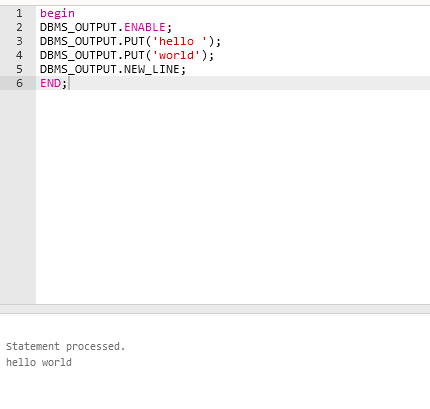 1 begin
2 DBMS_OUTPUT.ENABLE;
3 DBMS_OUTPUT.PUT('hello ');
4 DBMS_OUTPUT.PUT('world');
5 DBMS_OUTPUT.NEW_LINE;
6 END;
Statement processed.
hello world